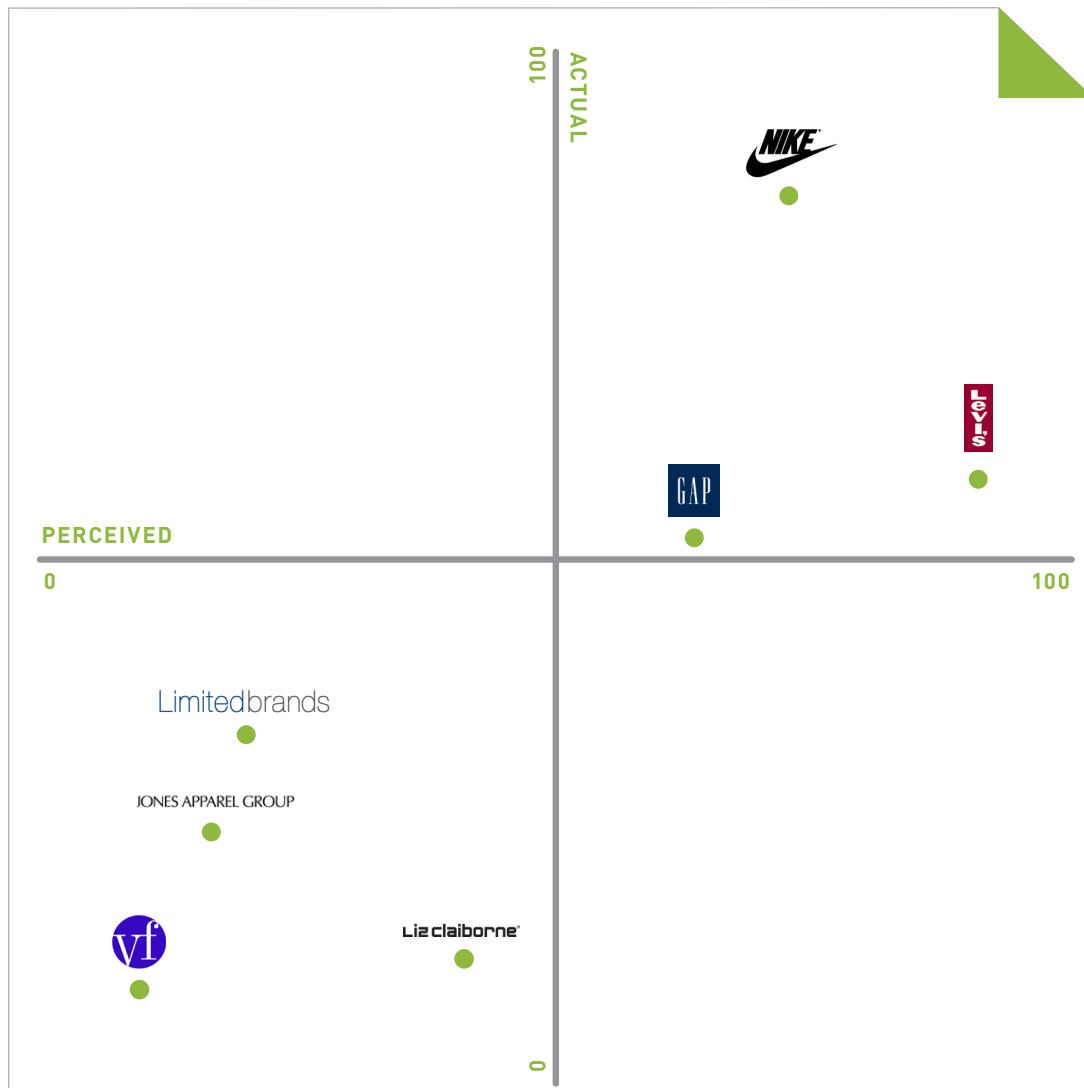 100
ACTUAL
NIKE
Levi's
GAP
PERCEIVED
0
100
Limitedbrands
JONES APPAREL GROUP
vf
Liz claiborne®
0